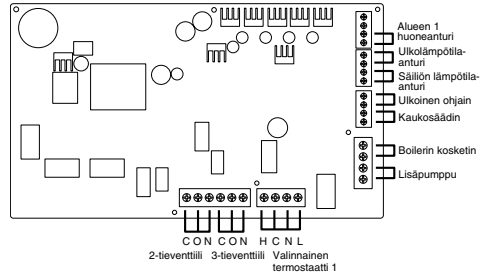 Alueen 1
huoneanturi
Ulkolämpötila-
anturi
Säiliön lämpötila-
anturi
Ulkoinen ohjain
Kaukosäädin
Boilerin kosketin
Lisäpumppu
C O N C O N H C N L
2-tieventtiili 3-tieventtiili Valinnainen
termostaatti 1